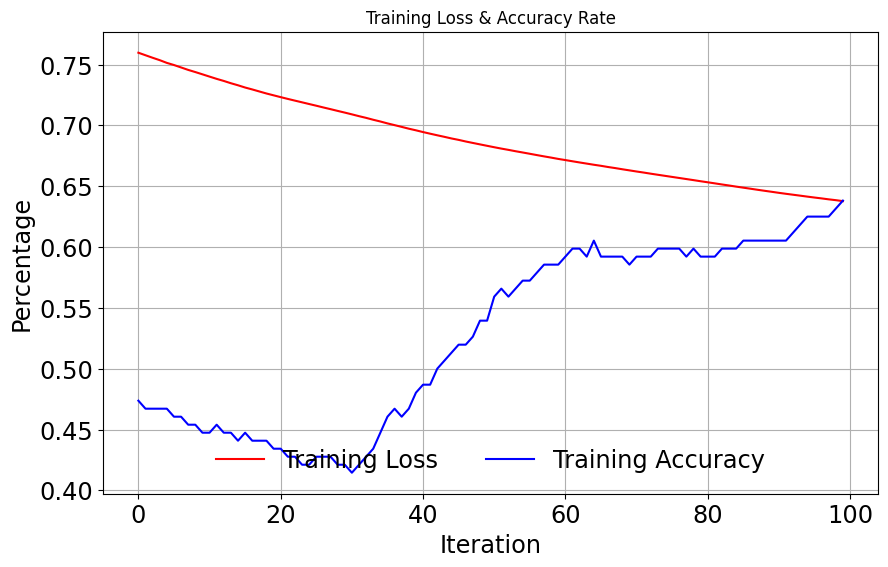 Training Loss & Accuracy Rate
0.75
0.70
0.65
0.60
0.55
0.50
0.45
0.40
Percentage
Training Loss
Training Accuracy
0 20 40 60 80 100
Iteration